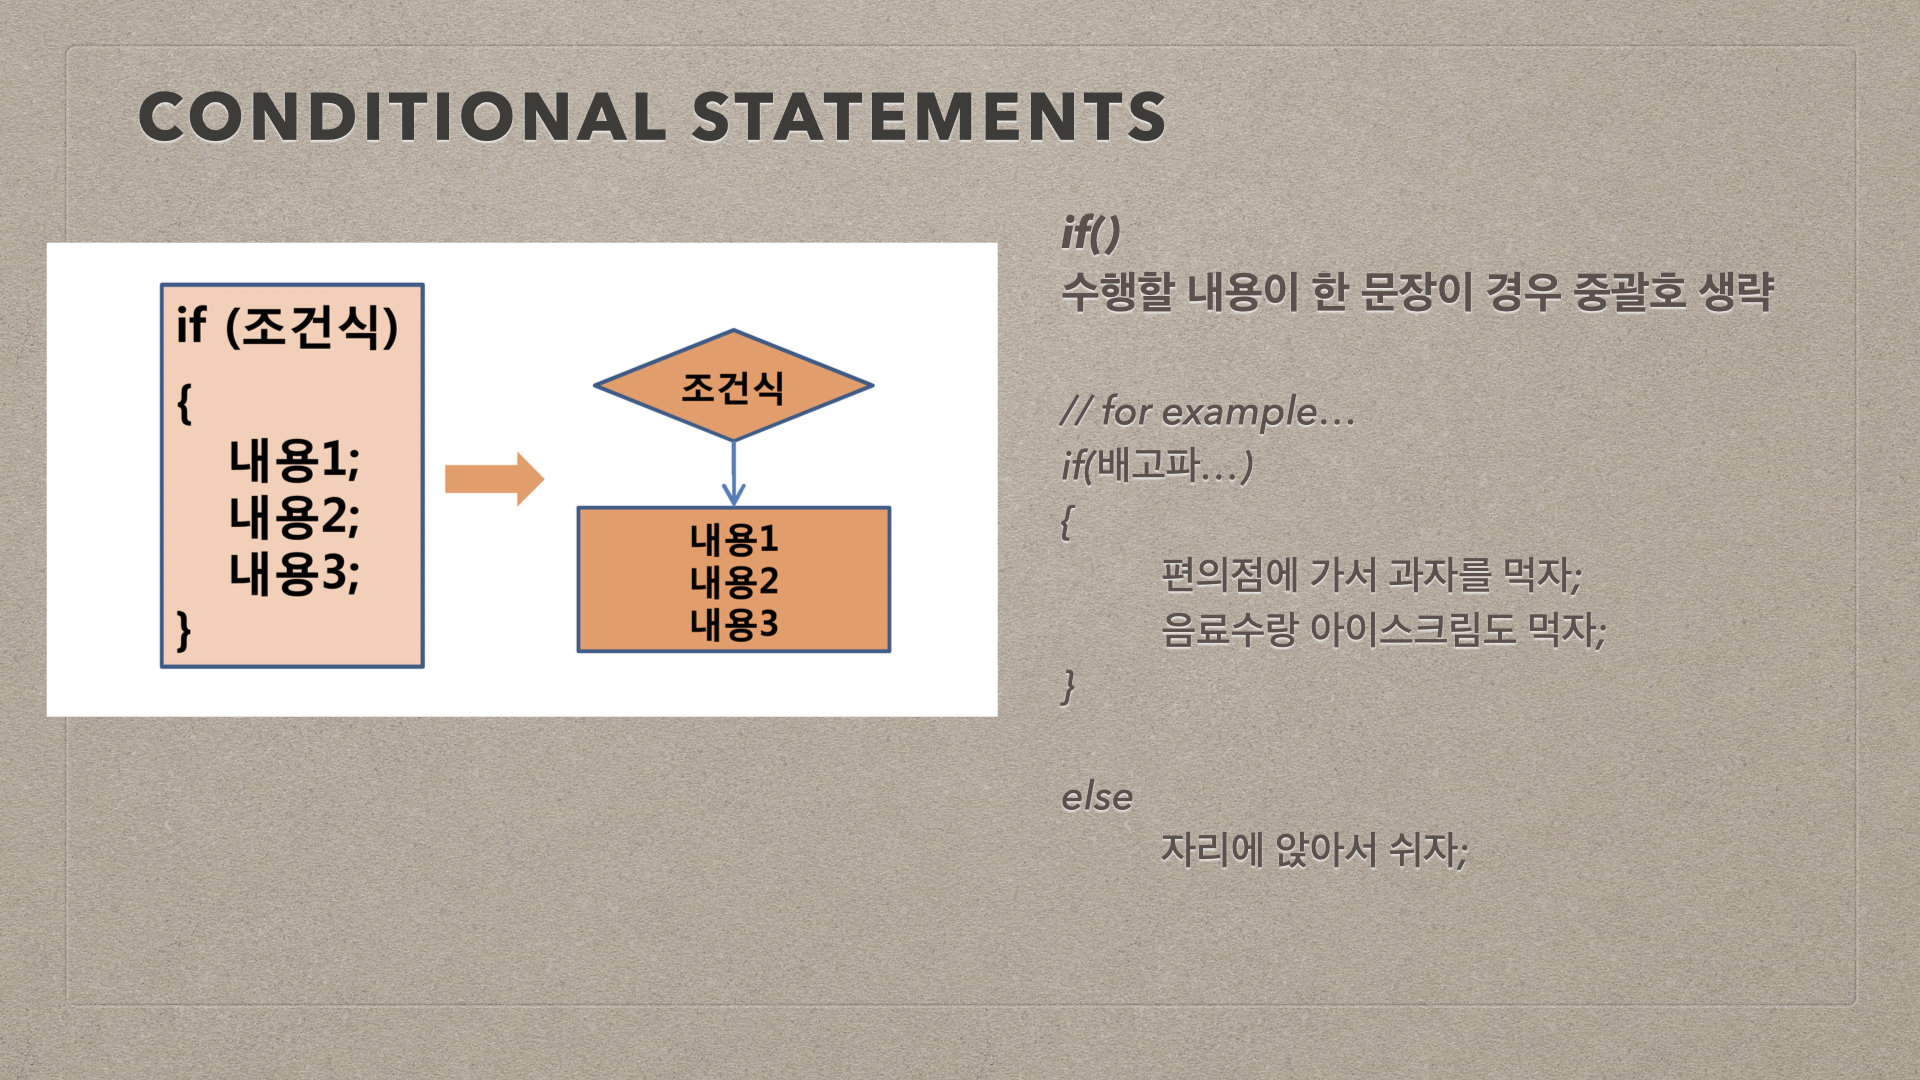 CONDITIONAL STATEMENTS
if (조건식)
{
내용1;
내용2;
내용3;
}
조건식
내용1
내용2
내용3
if()
수행할 내용이 한 문장이 경우 중괄호 생략
// for example…
if(배고파…)
{
편의점에 가서 과자를 먹자;
음료수랑 아이스크림도 먹자;
}
else
자리에 앉아서 쉬자;